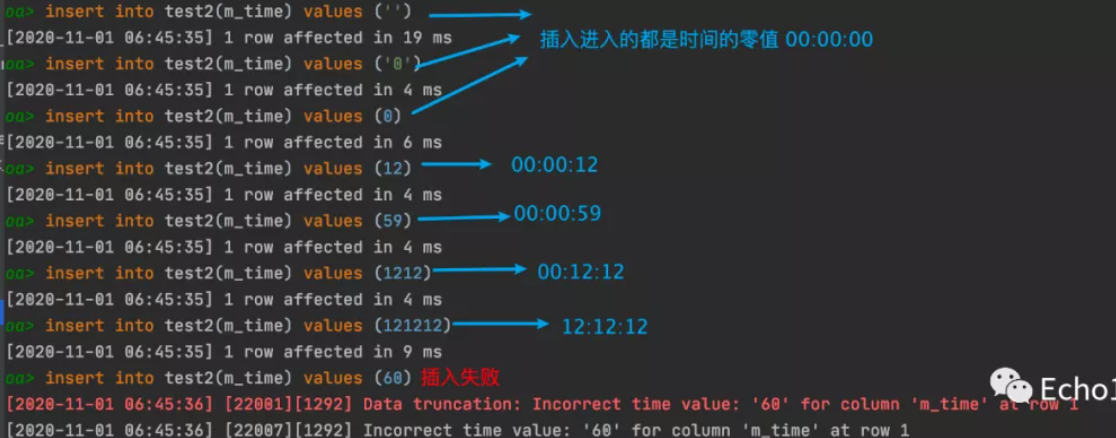 oa> insert into test2(m_time) values ('')
[2020-11-01 06:45:35] 1 row affected in 19 ms
插入进入的都是时间的零值 00:00:00
oa> insert into test2(m_time) values ('0')
[2020-11-01 06:45:35] 1 row affected in 4 ms
oa> insert into test2(m_time) values (0)
[2020-11-01 06:45:35] 1 row affected in 6 ms
oa> insert into test2(m_time) values (12) 00:00:12
[2020-11-01 06:45:35] 1 row affected in 4 ms
oa> insert into test2(m_time) values (59) 00:00:59
[2020-11-01 06:45:35] 1 row affected in 4 ms
oa> insert into test2(m_time) values (1212) 00:12:12
[2020-11-01 06:45:35] 1 row affected in 4 ms
oa> insert into test2(m_time) values (121212) 12:12:12
[2020-11-01 06:45:35] 1 row affected in 9 ms
oa> insert into test2(m_time) values (60) 插入失败
Echo1
[2020-11-01 06:45:36] [22001][1292] Data truncation: Incorrect time value: '60' for column 'm_time' at row 1
[2020-11-01 06:45:36] [22007][1292] Incorrect time value: '60' for column 'm_time' at row 1